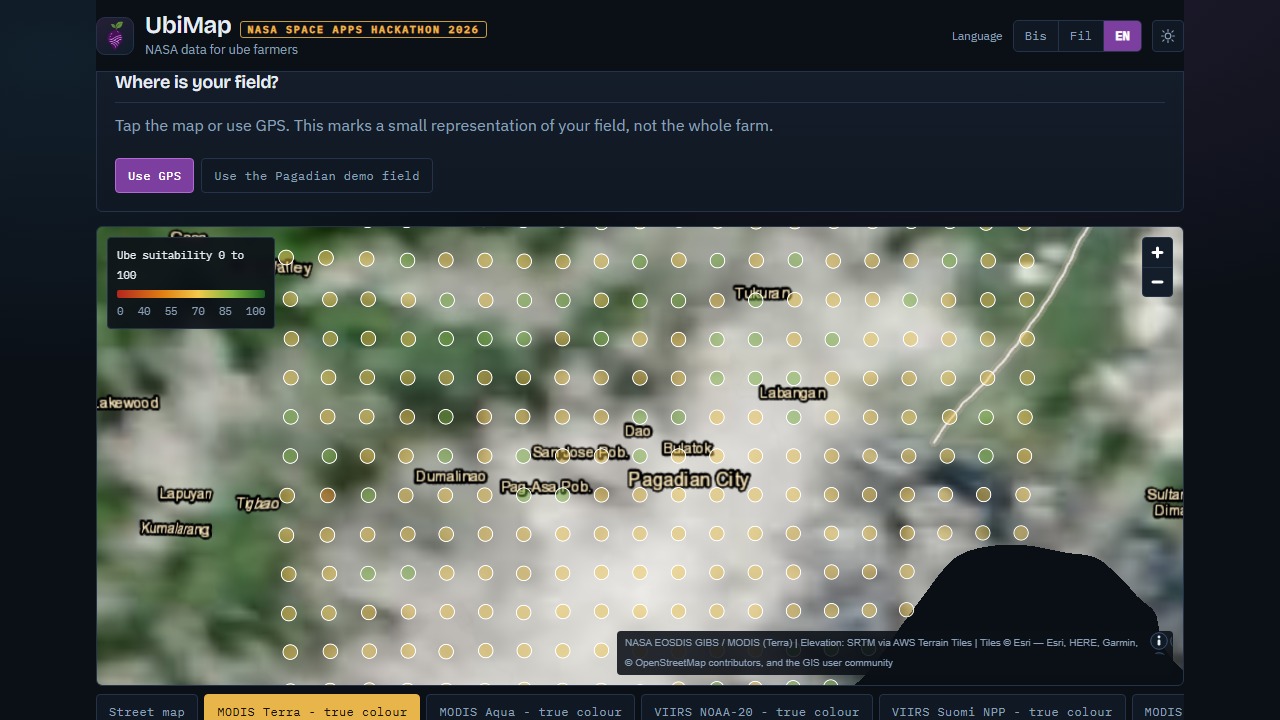 UbiMap NASA SPACE APPS HACKATHON 2026
NASA data for ube farmers
Language Bis Fil EN
Where is your field?
Tap the map or use GPS. This marks a small representation of your field, not the whole farm.
Use GPS Use the Pagadian demo field
Ube suitability 0 to
100
0 40 55 70 85 100
Tukuran
Labangan
Dao
San Jose Pob.
Bulatok
Dumalinao
Pag-Asa Pob.
Pagadian City
Lapuyan
Tigbao
Kumalarang
NASA EOSDIS GIBS / MODIS (Terra) | Elevation: SRTM via AWS Terrain Tiles | Tiles © Esri — Esri, HERE, Garmin,
© OpenStreetMap contributors, and the GIS user community
Street map MODIS Terra - true colour MODIS Aqua - true colour VIIRS NOAA-20 - true colour VIIRS Suomi NPP - true colour MODIS